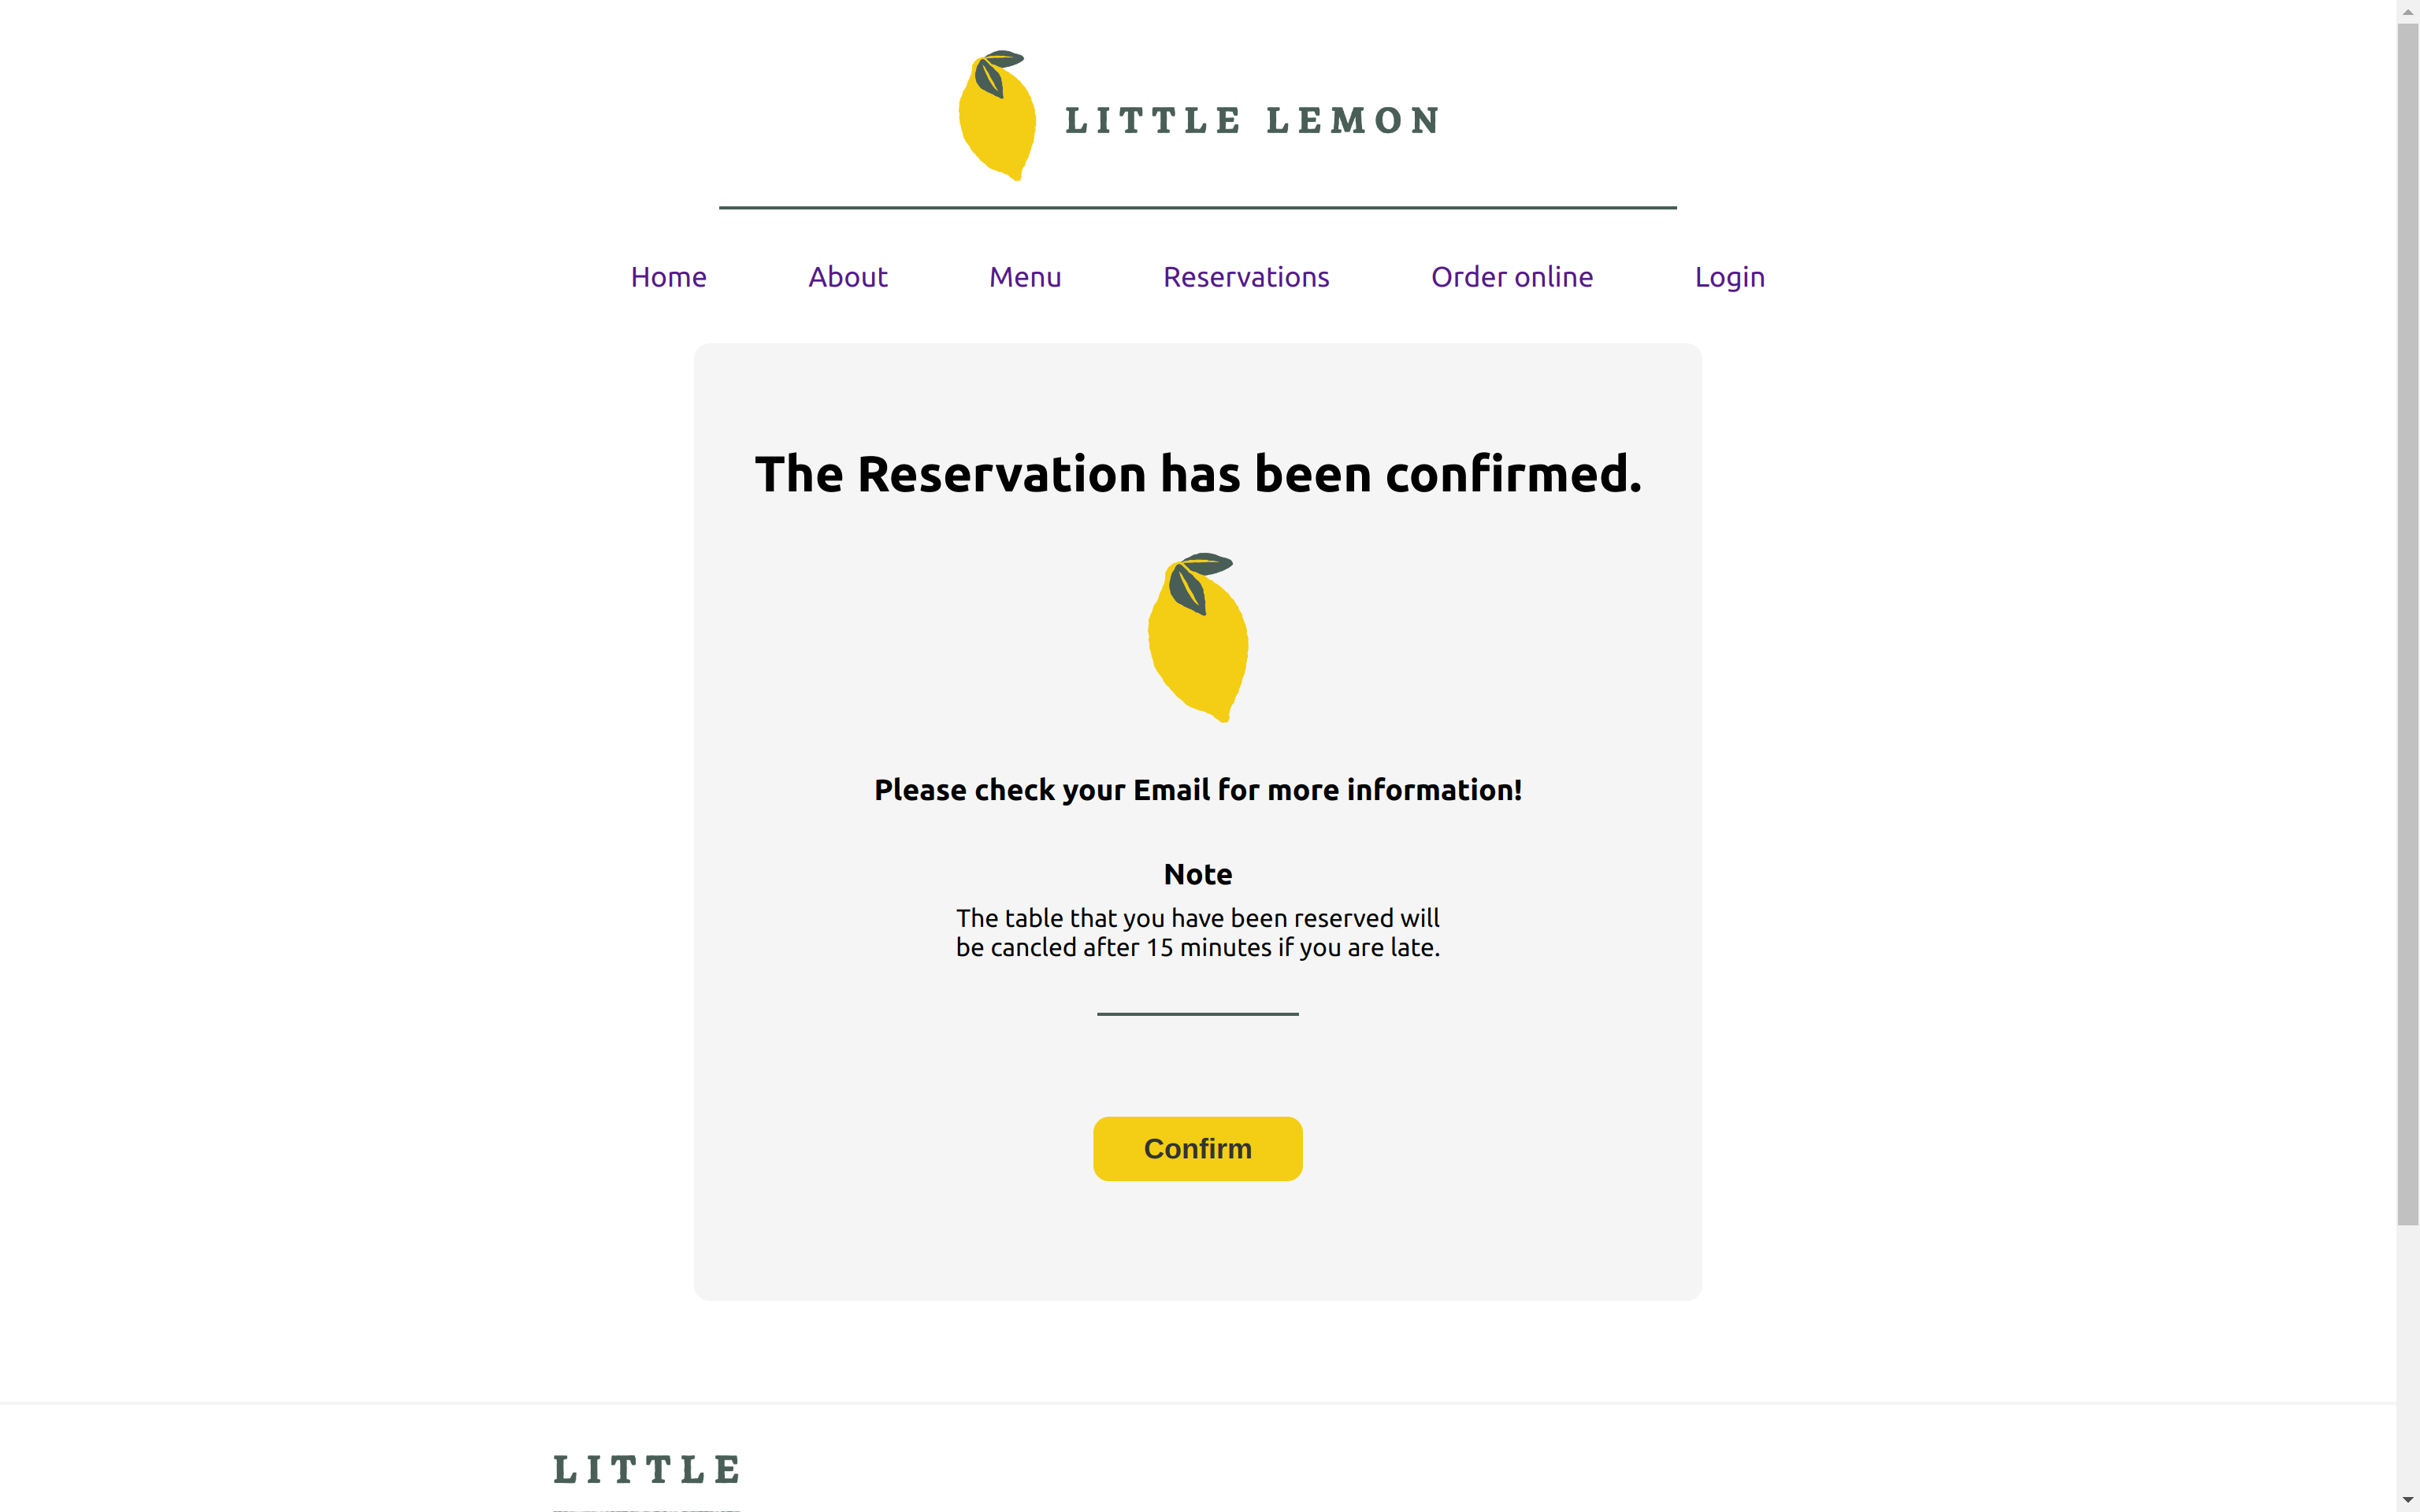 LITTLE LEMON
Home About Menu Reservations Order online Login
The Reservation has been confirmed.
Please check your Email for more information!
Note
The table that you have been reserved will
be cancled after 15 minutes if you are late.
Confirm
LITTLE